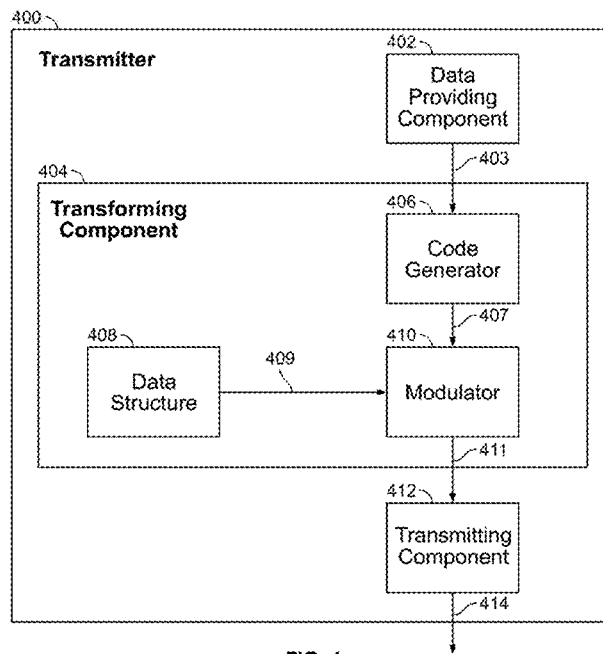 400
Transmitter
402
Data
Providing
Component
403
404
Transforming
Component
406
Code
Generator
407
408
Data
Structure
409
410
Modulator
411
412
Transmitting
Component
414